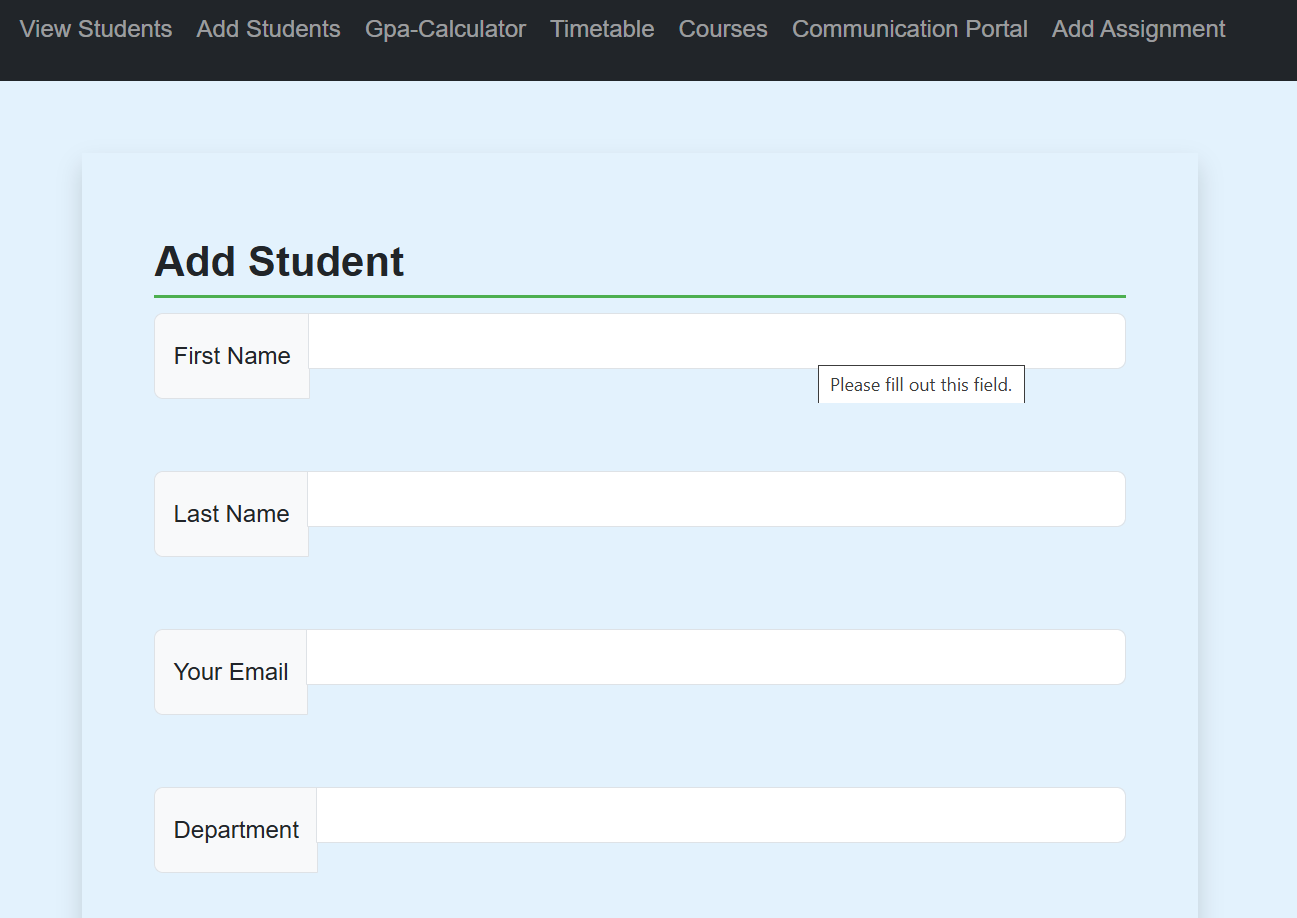 View Students Add Students Gpa-Calculator Timetable Courses Communication Portal Add Assignment
Add Student
First Name
Please fill out this field.
Last Name
Your Email
Department